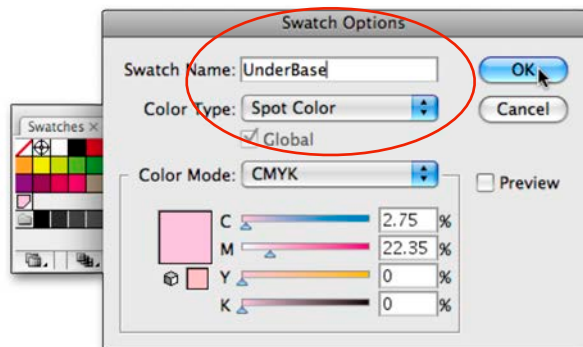 Swatch Options
Swatch Name: UnderBase
OK
Color Type: Spot Color
Cancel
Global
Swatches ×
Color Mode: CMYK
Preview
C 2.75 %
M 22.35 %
Y 0 %
K 0 %